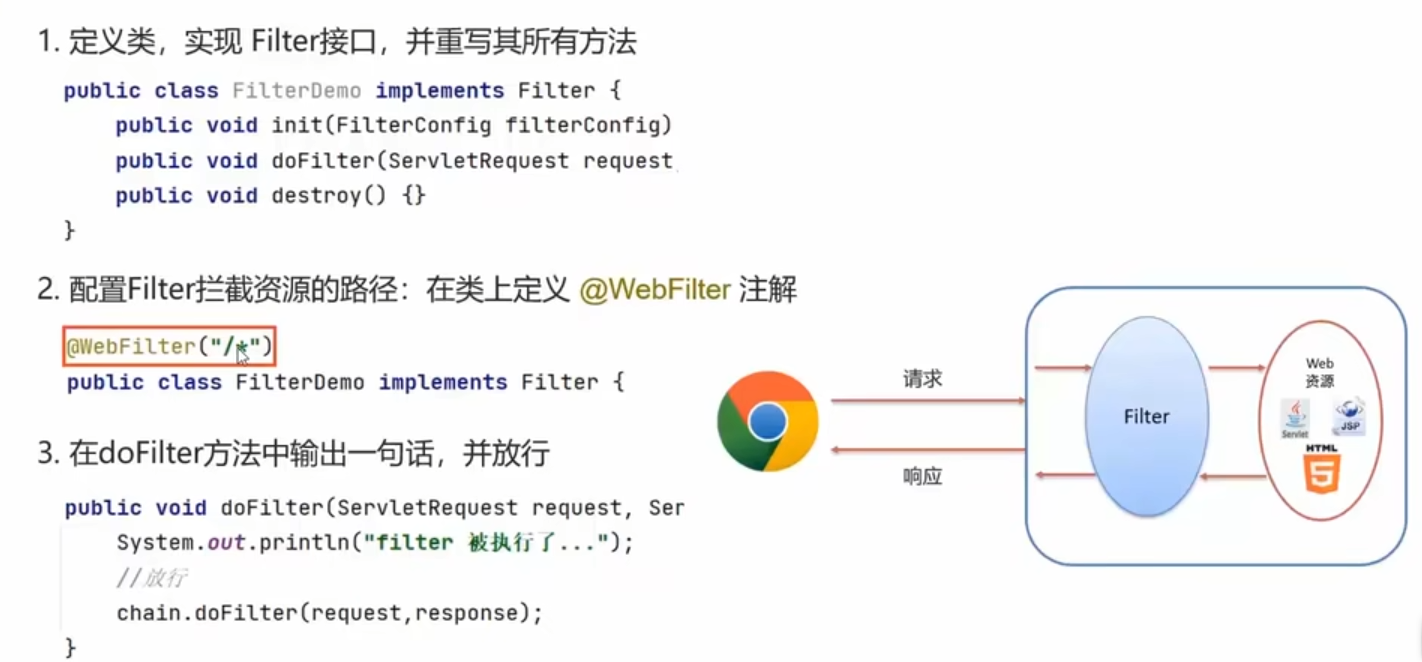 1. 定义类，实现 Filter接口，并重写其所有方法
public class FilterDemo implements Filter {
public void init(FilterConfig filterConfig)
public void doFilter(ServletRequest request,
public void destroy() {}
}
2. 配置Filter拦截资源的路径：在类上定义 @WebFilter 注解
@WebFilter("/*")
public class FilterDemo implements Filter {
3. 在doFilter方法中输出一句话，并放行
public void doFilter(ServletRequest request, Ser
System.out.println("filter 被执行了...");
//放行
chain.doFilter(request,response);
}
请求
响应
Filter
Web
资源
Servlet
JSP
HTML
5